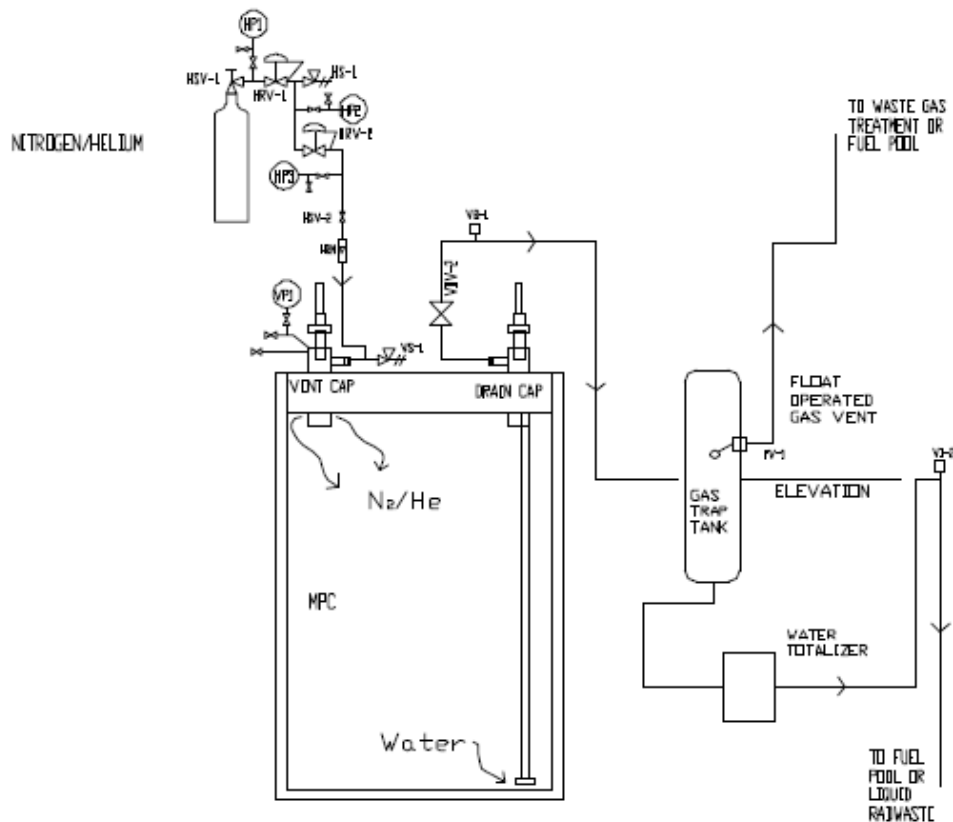 HP1
HSV-1
HRV-1
HS-1
HP2
NITROGEN/HELIUM
HRV-2
HP3
HSV-2
TO WASTE GAS
TREATMENT OR
FUEL POOL
VP1
VS-1
VENT CAP
DRAIN CAP
N2/He
FLOAT
OPERATED
GAS VENT
GAS
TRAP
TANK
ELEVATION
MPC
WATER
TOTALIZER
Water
TO FUEL
POOL OR
LIQUID
RADWASTE